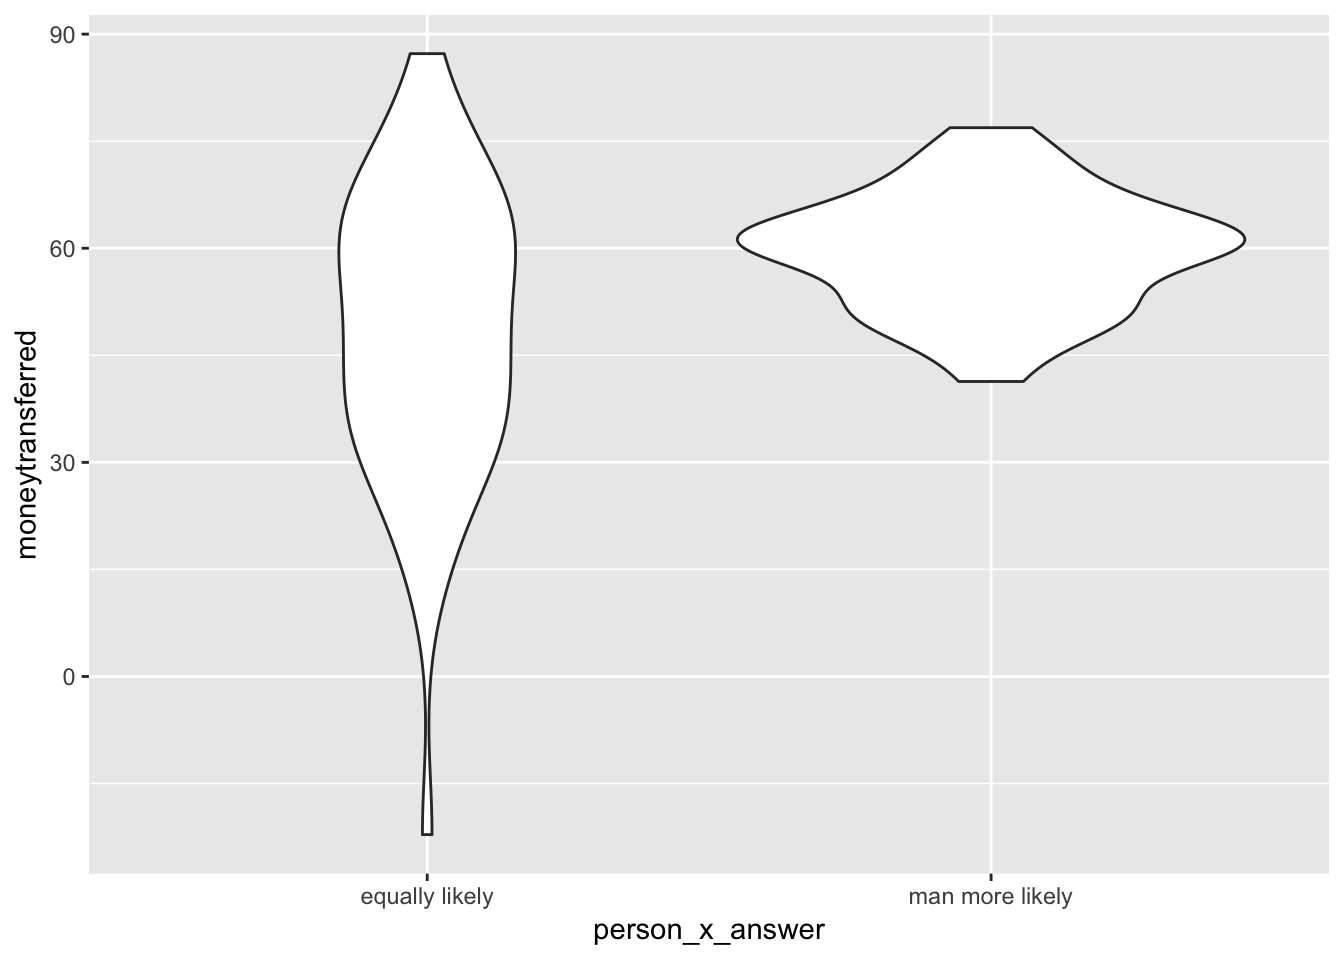 90
60
30
0
moneytransferred
equally likely
man more likely
person_x_answer